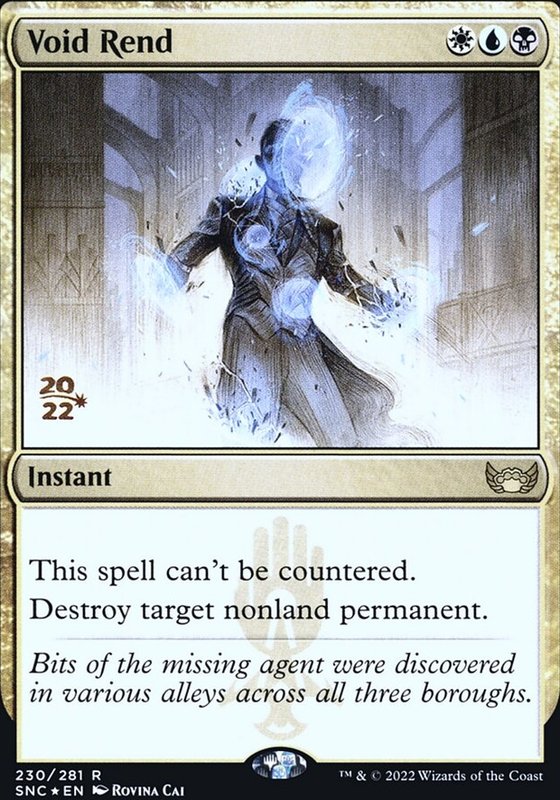 Void Rend
20
22
Instant
This spell can't be countered.
Destroy target nonland permanent.
Bits of the missing agent were discovered
in various alleys across all three boroughs.
230/281 R
SNC★EN Rovina Cai
™ & © 2022 Wizards of the Coast